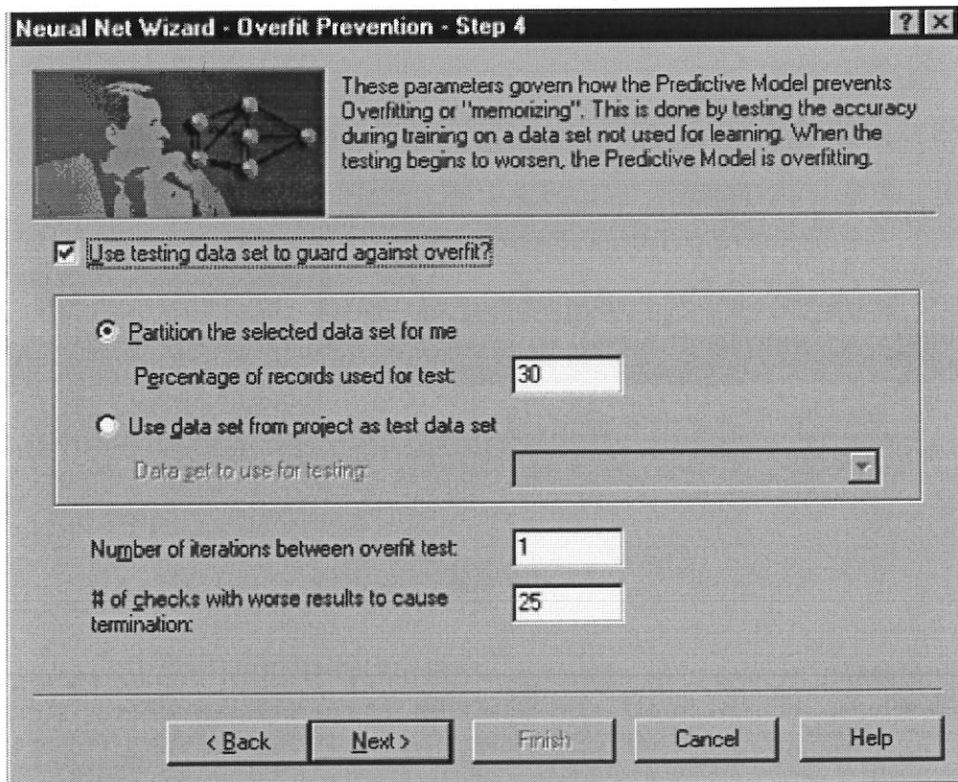 Neural Net Wizard - Overfit Prevention - Step 4
These parameters govern how the Predictive Model prevents
Overfitting or "memorizing". This is done by testing the accuracy
during training on a data set not used for learning. When the
testing begins to worsen, the Predictive Model is overfitting.
Use testing data set to guard against overfit?
Partition the selected data set for me
Percentage of records used for test: 30
Use data set from project as test data set
Data set to use for testing:
Number of iterations between overfit test: 1
# of checks with worse results to cause 25
termination:
< Back Next > Finish Cancel Help